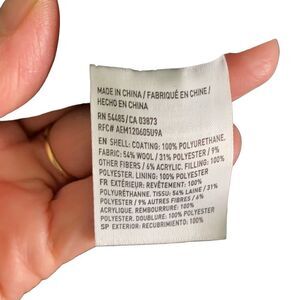 MADE IN CHINA / FABRIQUÉ EN CHINE /
HECHO EN CHINA
RN 54485/CA 03873
RFC# AEM120605U9A
EN SHELL: COATING: 100% POLYURETHANE.
FABRIC: 54% WOOL / 31% POLYESTER / 9%
OTHER FIBERS / 6% ACRYLIC. FILLING: 100%
POLYESTER. LINING: 100% POLYESTER
FR EXTÉRIEUR: REVÊTEMENT: 100%
POLYURÉTHANNE. TISSU: 54% LAINE / 31%
POLYESTER / 9% AUTRES FIBRES / 6%
ACRYLIQUE. REMBOURRURE: 100%
POLYESTER. DOUBLURE: 100% POLYESTER
SP EXTERIOR: RECUBRIMIENTO: 100%